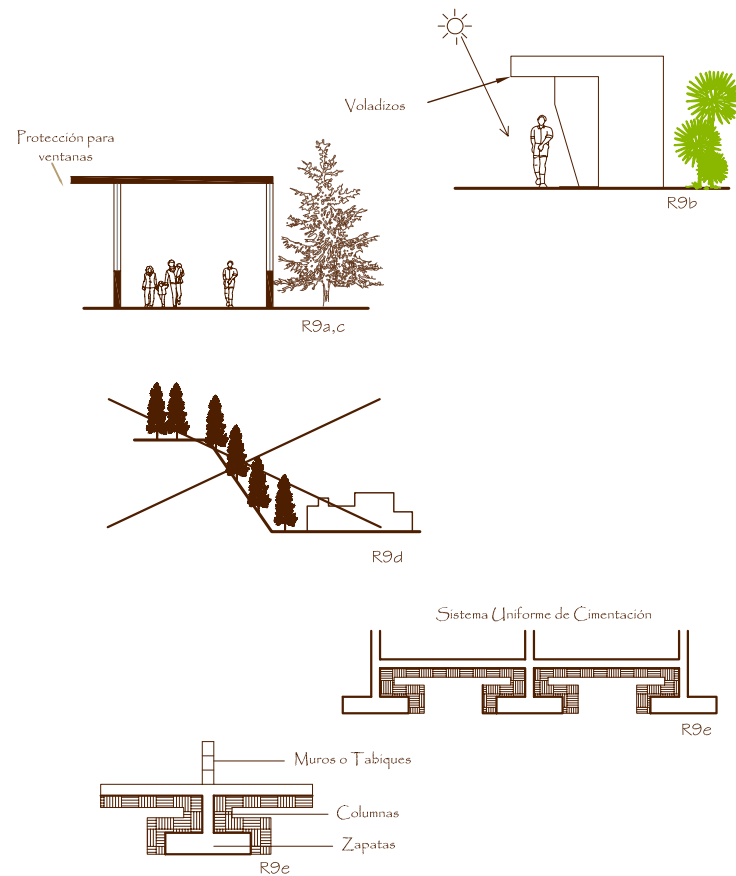 Voladizos
Protección para
ventanas
R9b
R9a,c
R9d
Sistema Uniforme de Cimentación
R9e
Muros o Tabiques
Columnas
Zapatas
R9e